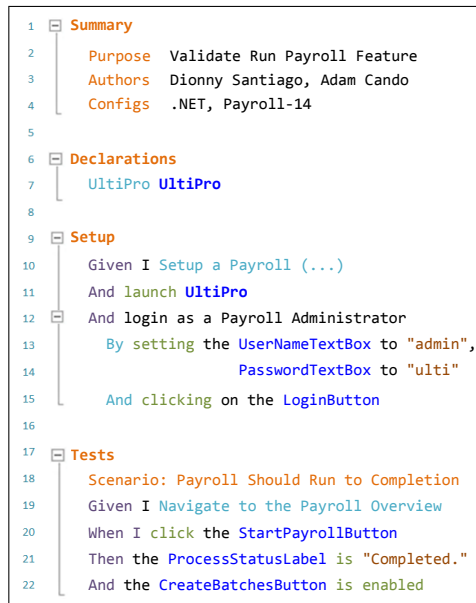 1 Summary
2 Purpose Validate Run Payroll Feature
3 Authors Dionny Santiago, Adam Cando
4 Configs .NET, Payroll-14
5
6 Declarations
7 UltiPro UltiPro
8
9 Setup
10 Given I Setup a Payroll (...)
11 And launch UltiPro
12 And login as a Payroll Administrator
13 By setting the UserNameTextBox to "admin",
14 PasswordTextBox to "ulti"
15 And clicking on the LoginButton
16
17 Tests
18 Scenario: Payroll Should Run to Completion
19 Given I Navigate to the Payroll Overview
20 When I click the StartPayrollButton
21 Then the ProcessStatusLabel is "Completed."
22 And the CreateBatchesButton is enabled